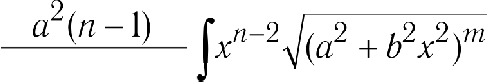 a²(n − 1) / ∫xⁿ⁻²√(a² + b²x²)ᵐ